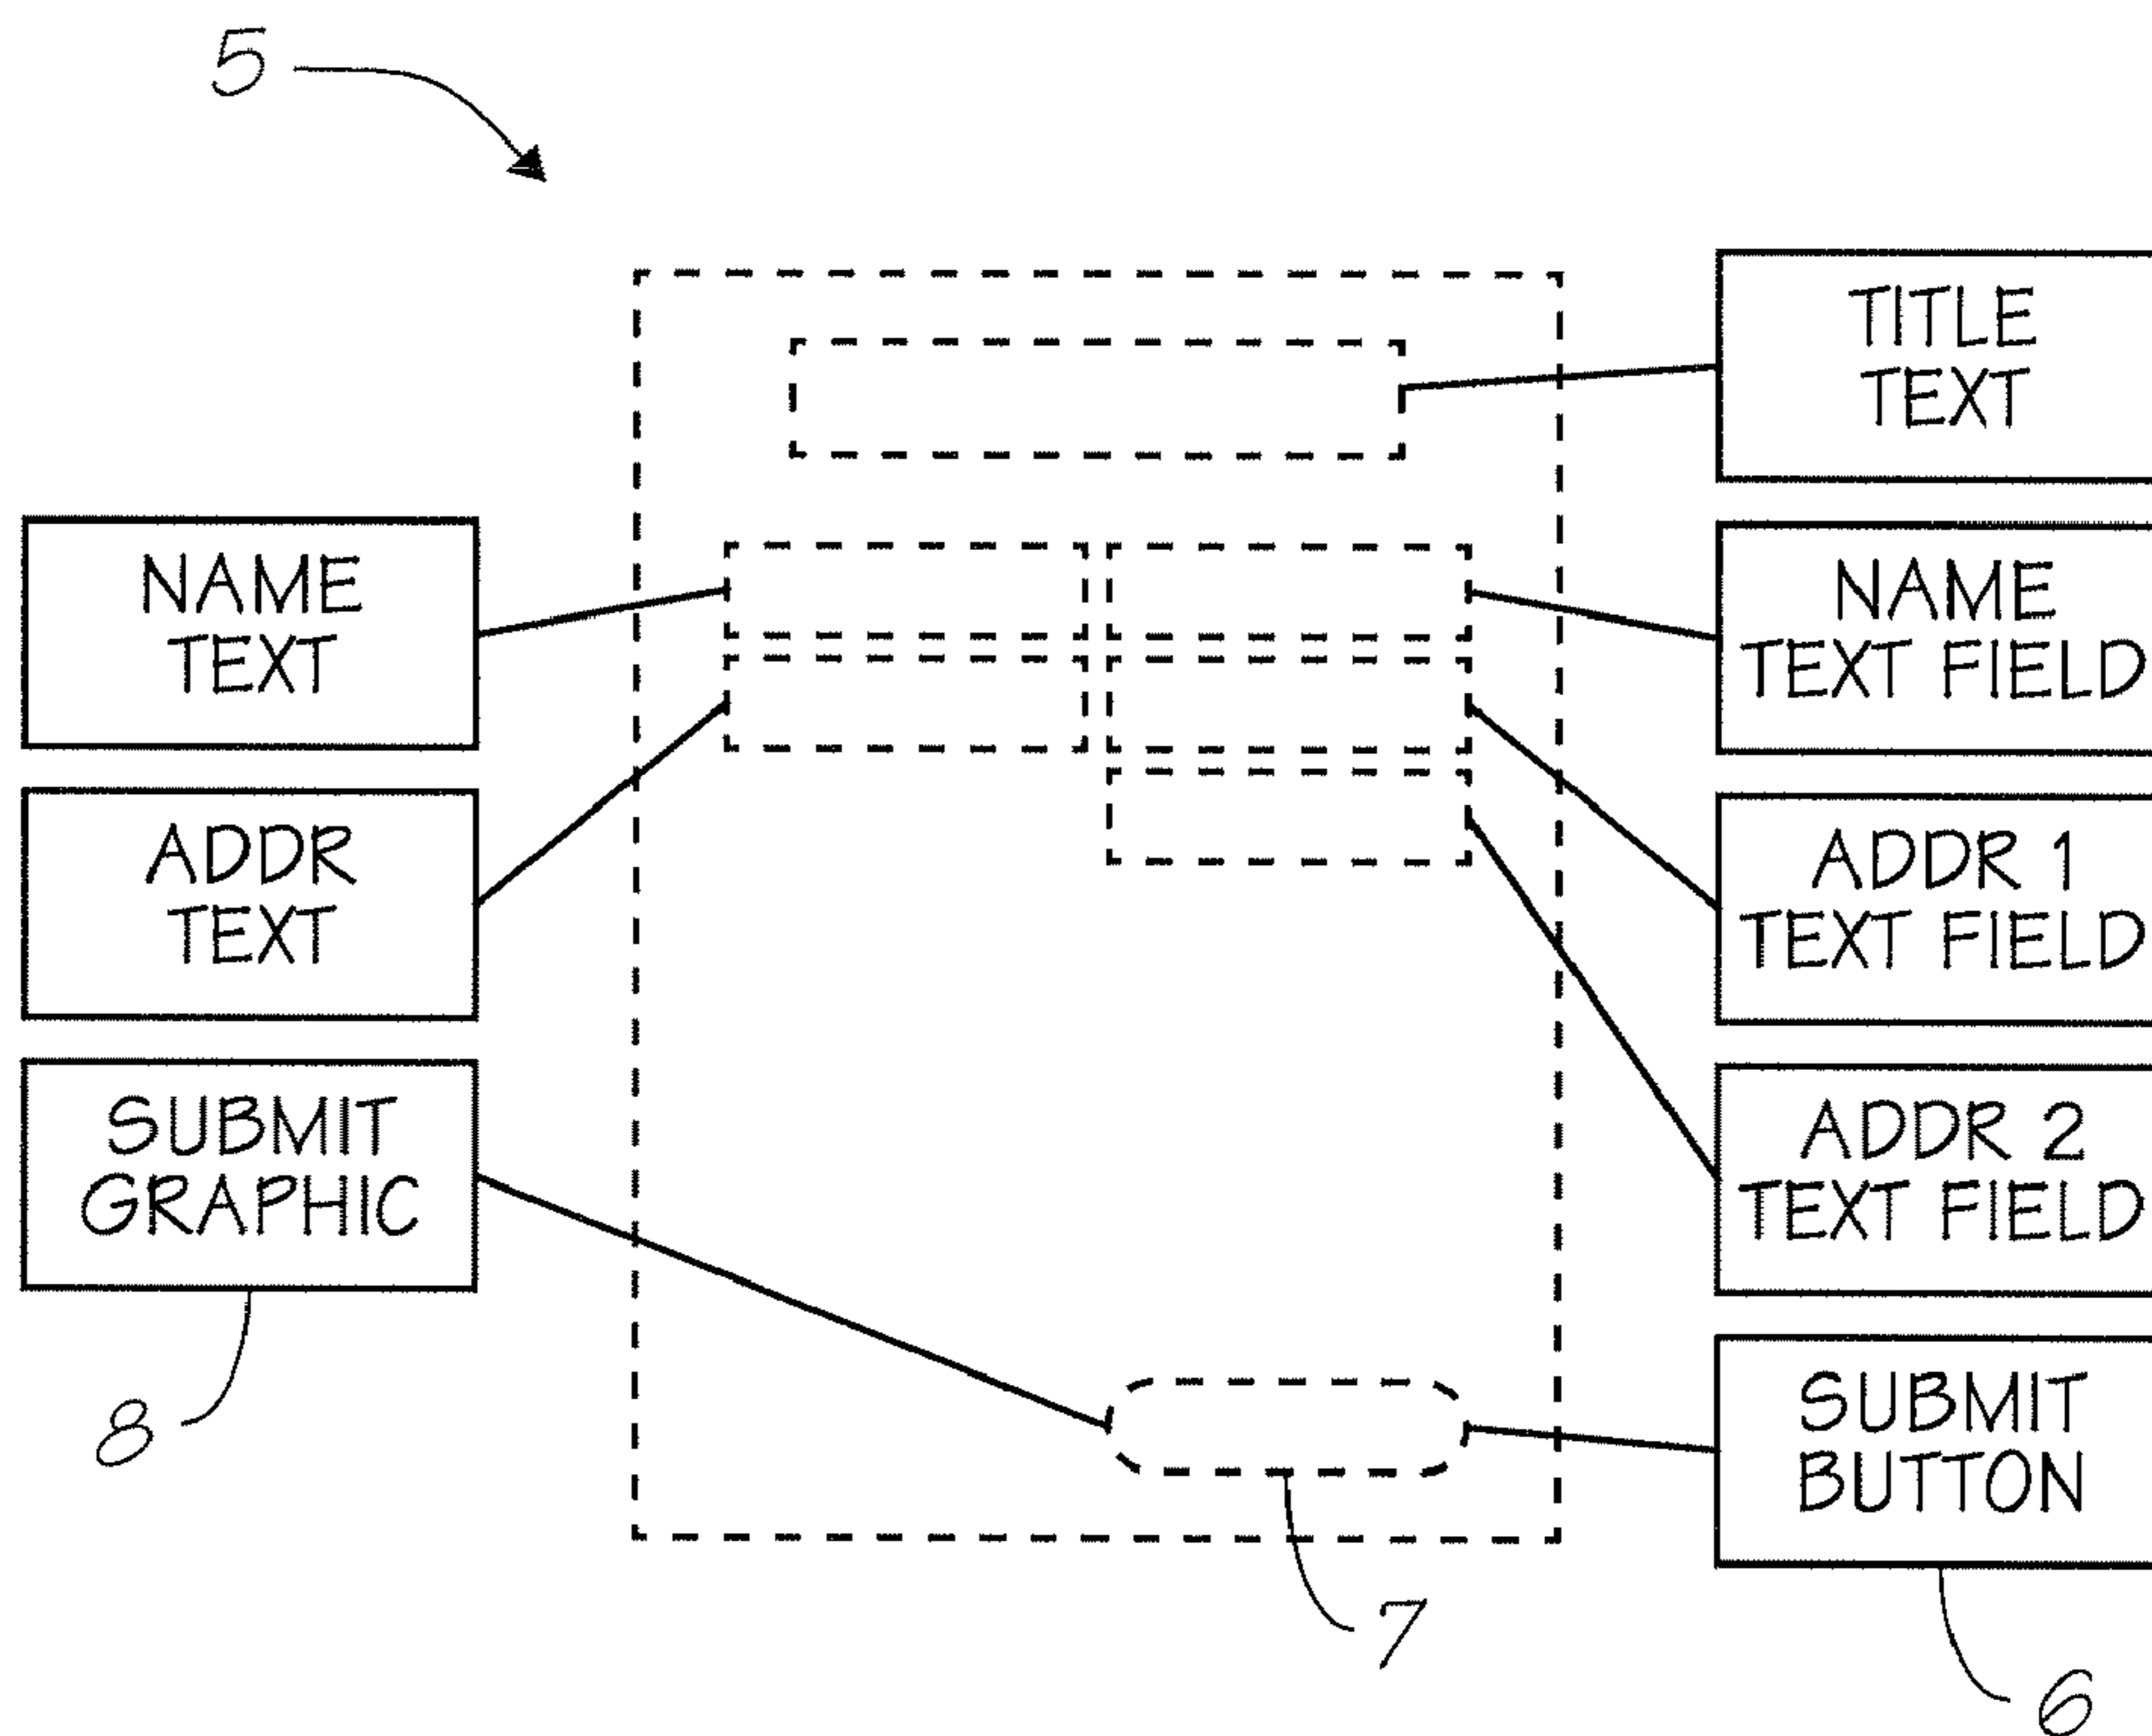 5
TITLE
TEXT
NAME
TEXT
NAME
TEXT FIELD
ADDR
TEXT
ADDR 1
TEXT FIELD
SUBMIT
GRAPHIC
ADDR 2
TEXT FIELD
8
SUBMIT
BUTTON
7
6